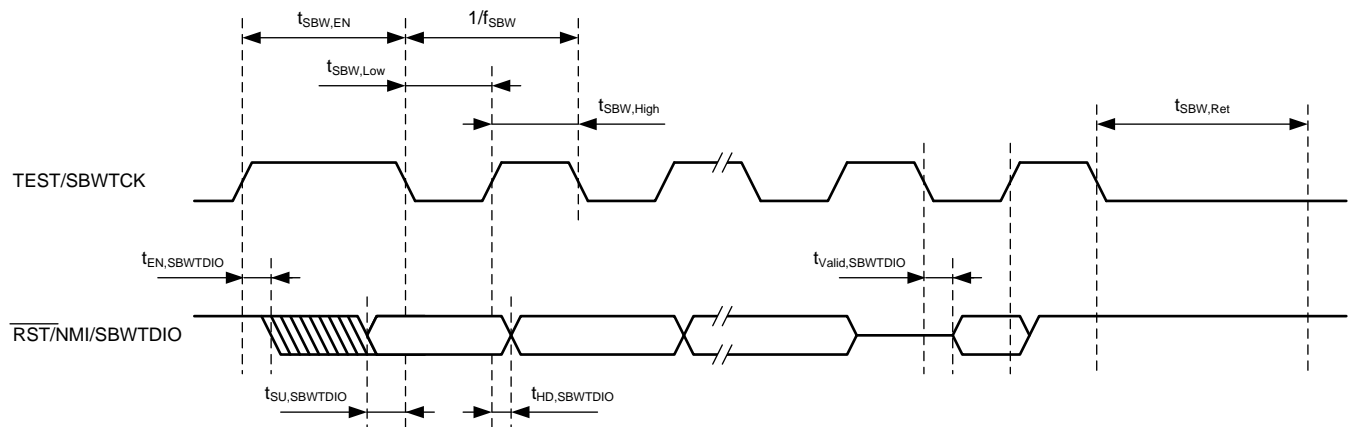 tSBW,EN
1/fSBW
tSBW,Low
tSBW,High
tSBW,Ret
TEST/SBWTCK
tEN,SBWTDIO
tValid,SBWTDIO
RST/NMI/SBWTDIO
tSU,SBWTDIO
tHD,SBWTDIO